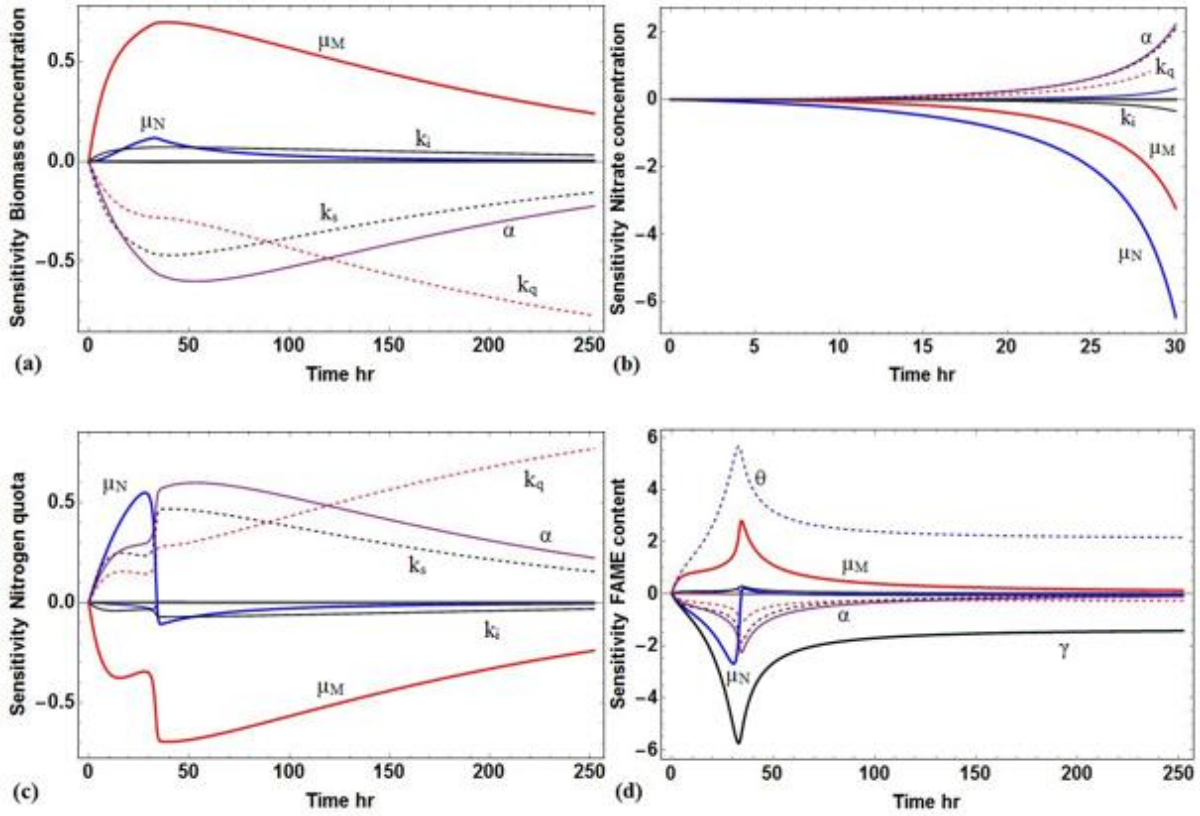 Sensitivity Biomass concentration
0.5
0.0
−0.5
μM
μN
ki
ks
α
kq
0 50 100 150 200 250
Time hr
(a)
Sensitivity Nitrate concentration
2
0
−2
−4
−6
α
kq
ki
μM
μN
0 5 10 15 20 25 30
Time hr
(b)
Sensitivity Nitrogen quota
0.5
0.0
−0.5
μN
kq
α
ks
ki
μM
0 50 100 150 200 250
Time hr
(c)
Sensitivity FAME content
6
4
2
0
−2
−4
−6
θ
μM
α
μN
γ
0 50 100 150 200 250
Time hr
(d)